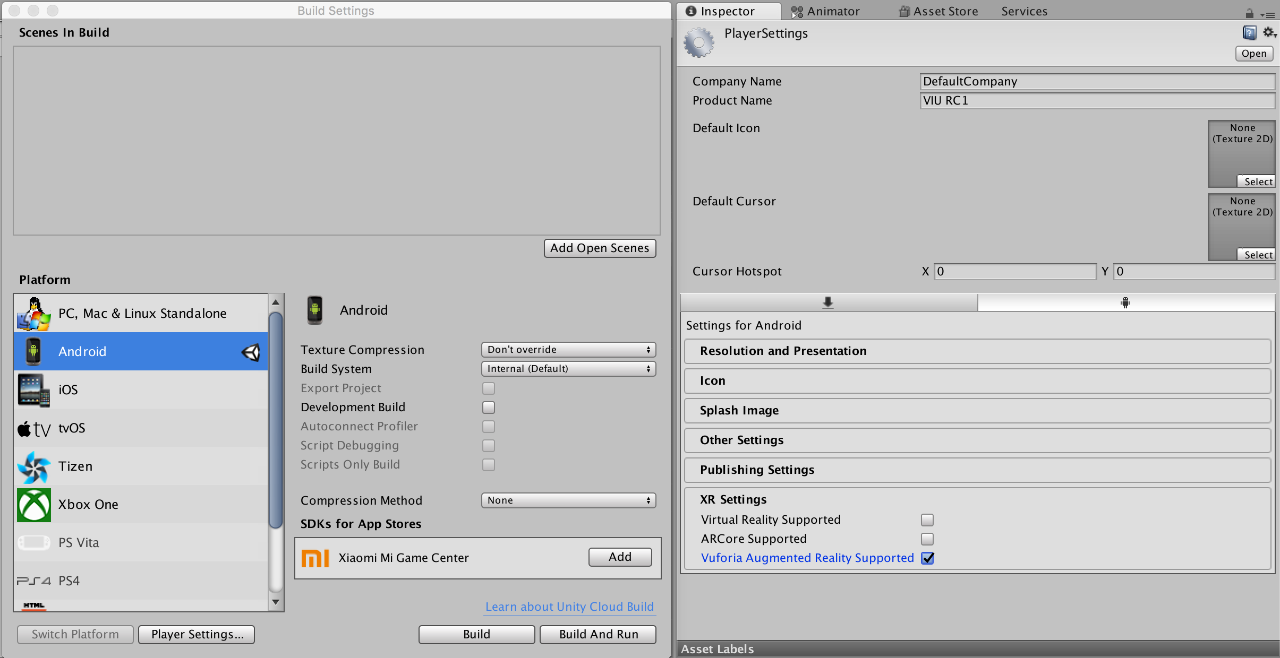 Build Settings
Scenes In Build
Add Open Scenes
Platform
PC, Mac & Linux Standalone
Android
iOS
tv
tvOS
Tizen
Xbox One
PS Vita
PS4
PS4
HTML
Switch Platform
Player Settings...
Android
Texture Compression
Don't override
Build System
Internal (Default)
Export Project
Development Build
Autoconnect Profiler
Script Debugging
Scripts Only Build
Compression Method
None
SDKs for App Stores
MI
Xiaomi Mi Game Center
Add
Learn about Unity Cloud Build
Build
Build And Run
Inspector
Animator
Asset Store
Services
PlayerSettings
Open
Company Name
DefaultCompany
Product Name
VIU RC1
Default Icon
None
(Texture 2D)
Select
Default Cursor
None
(Texture 2D)
Select
Cursor Hotspot
X 0
Y 0
Settings for Android
Resolution and Presentation
Icon
Splash Image
Other Settings
Publishing Settings
XR Settings
Virtual Reality Supported
ARCore Supported
Vuforia Augmented Reality Supported
Asset Labels